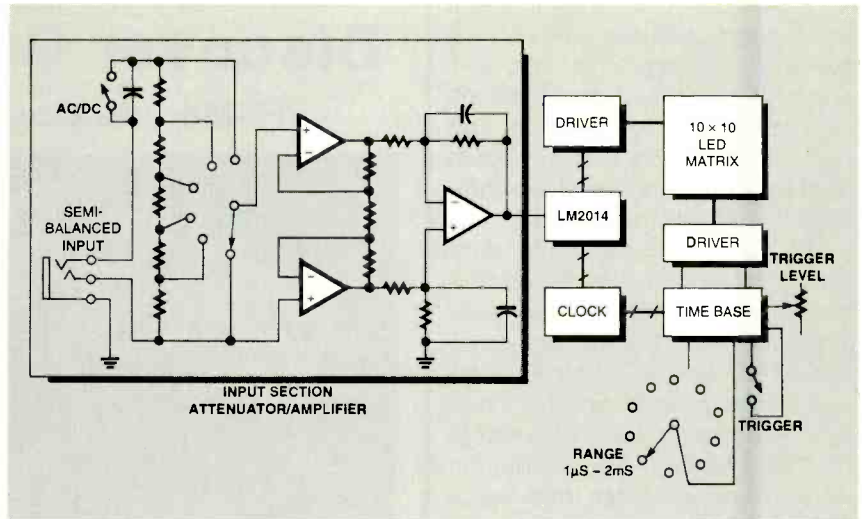 AC/DC
SEMI-
BALANCED
INPUT
+
-
-
+
-
+
INPUT SECTION
ATTENUATOR/AMPLIFIER
DRIVER
10 × 10
LED
MATRIX
LM2014
DRIVER
TRIGGER
LEVEL
CLOCK
TIME BASE
TRIGGER
RANGE
1µS – 2mS